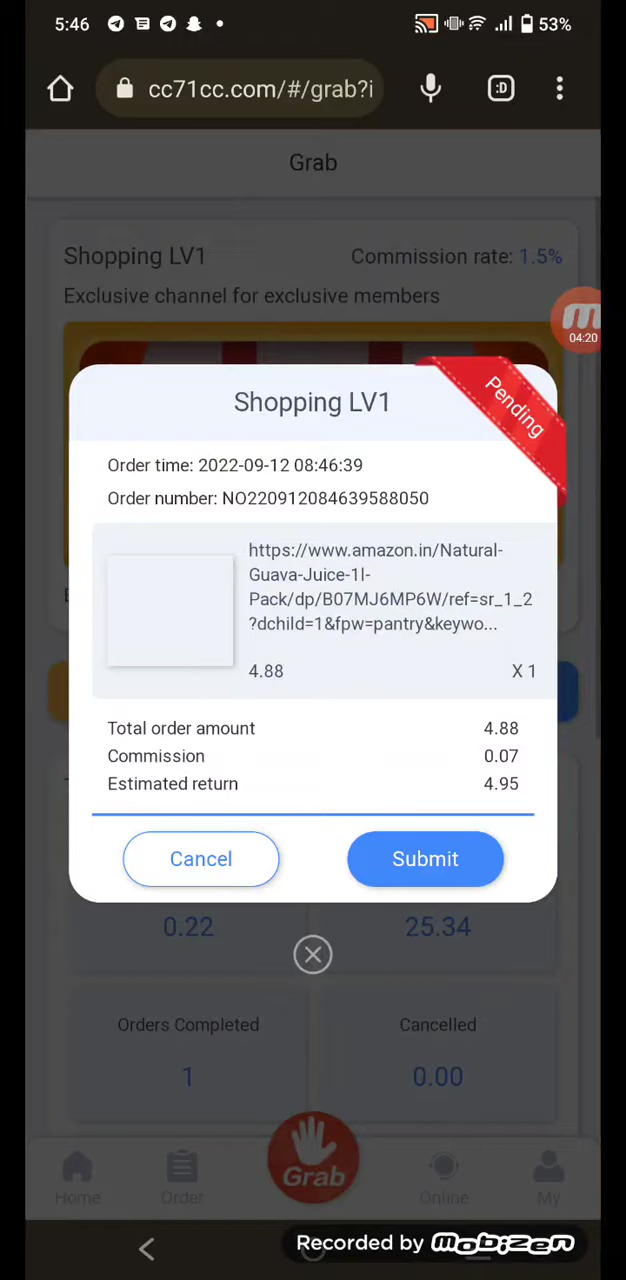 5:46
53%
cc71cc.com/#/grab?i
:D
Grab
Shopping LV1
Commission rate: 1.5%
Exclusive channel for exclusive members
04:20
Shopping LV1
Pending
Order time: 2022-09-12 08:46:39
Order number: NO220912084639588050
https://www.amazon.in/Natural-
Guava-Juice-1l-
Pack/dp/B07MJ6MP6W/ref=sr_1_2
?dchild=1&fpw=pantry&keywo...
4.88 X 1
Total order amount 4.88
Commission 0.07
Estimated return 4.95
Cancel Submit
0.22 25.34
Orders Completed Cancelled
1 0.00
Grab
Home Order Online My
Recorded by mobizen